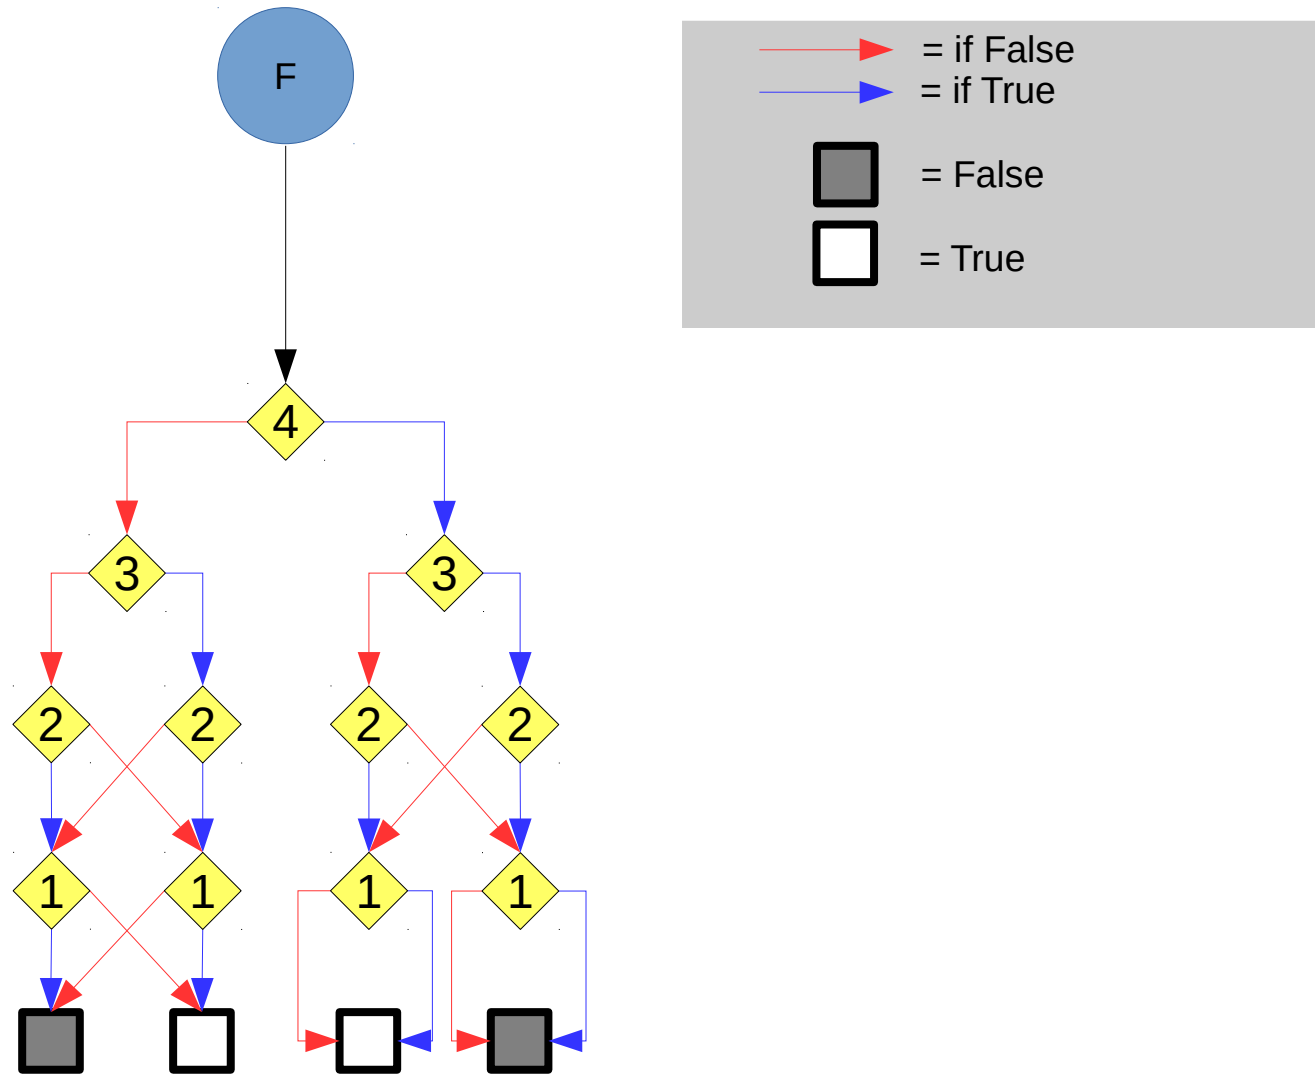 F
= if False
= if True
= False
= True
4
3 3
2 2 2 2
1 1 1 1